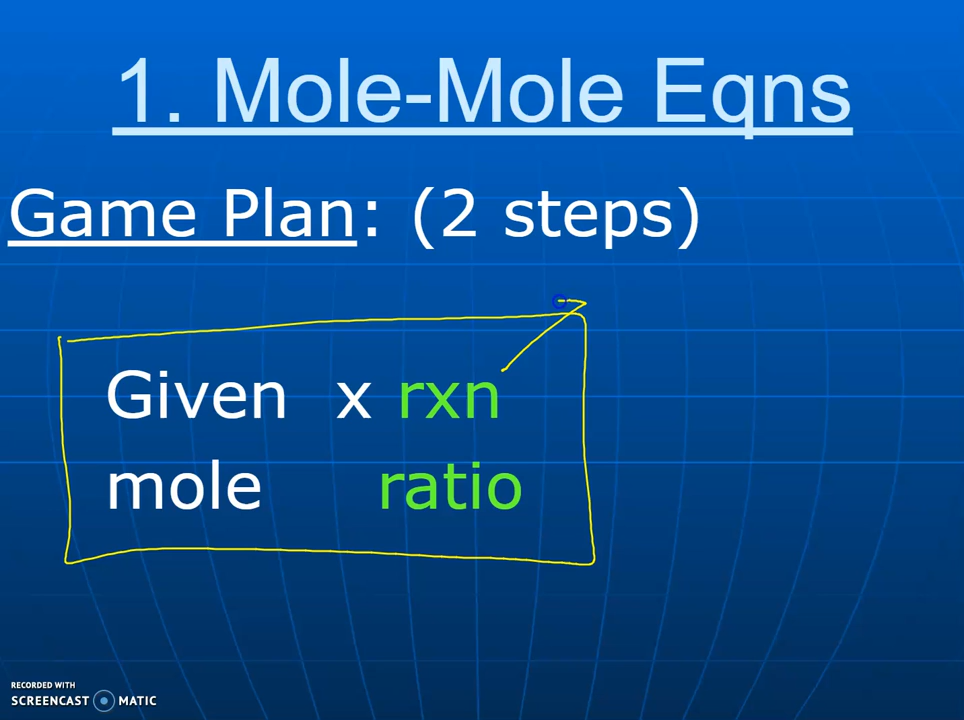 1. Mole-Mole Eqns
Game Plan: (2 steps)
Given x rxn
mole ratio
RECORDED WITH
SCREENCAST MATIC